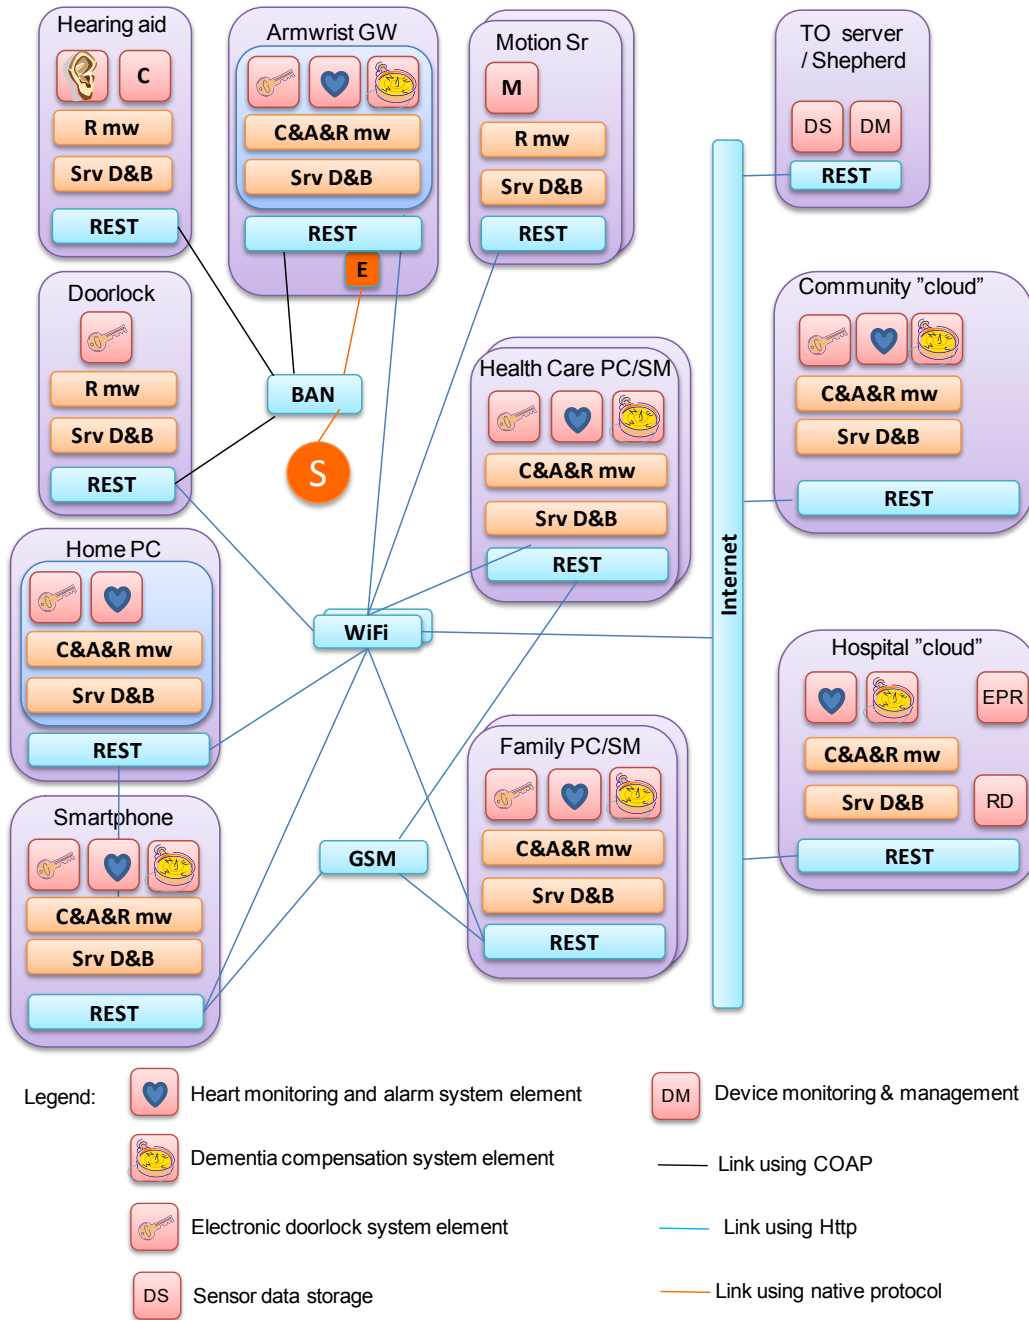 Hearing aid
C
R mw
Srv D&B
REST
Armwrist GW
C&A&R mw
Srv D&B
REST
E
Motion Sr
M
R mw
Srv D&B
REST
TO server
/ Shepherd
DS DM
REST
Doorlock
R mw
Srv D&B
REST
BAN
S
Health Care PC/SM
C&A&R mw
Srv D&B
REST
Community ”cloud”
C&A&R mw
Srv D&B
REST
Internet
Home PC
C&A&R mw
Srv D&B
REST
WiFi
Hospital ”cloud”
EPR
C&A&R mw
Srv D&B
RD
REST
Smartphone
C&A&R mw
Srv D&B
REST
GSM
Family PC/SM
C&A&R mw
Srv D&B
REST
Legend:
Heart monitoring and alarm system element
Dementia compensation system element
Electronic doorlock system element
DS Sensor data storage
DM Device monitoring & management
Link using COAP
Link using Http
Link using native protocol